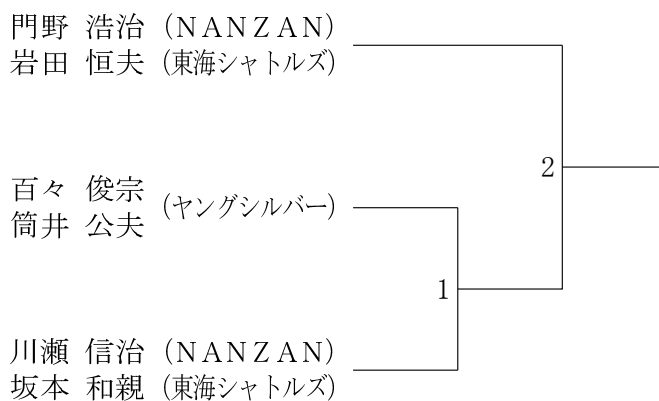 門野 浩治 (ＮＡＮＺＡＮ)
岩田 恒夫 (東海シャトルズ)
2
百々 俊宗
(ヤングシルバー)
筒井 公夫
1
川瀬 信治 (ＮＡＮＺＡＮ)
坂本 和親 (東海シャトルズ)